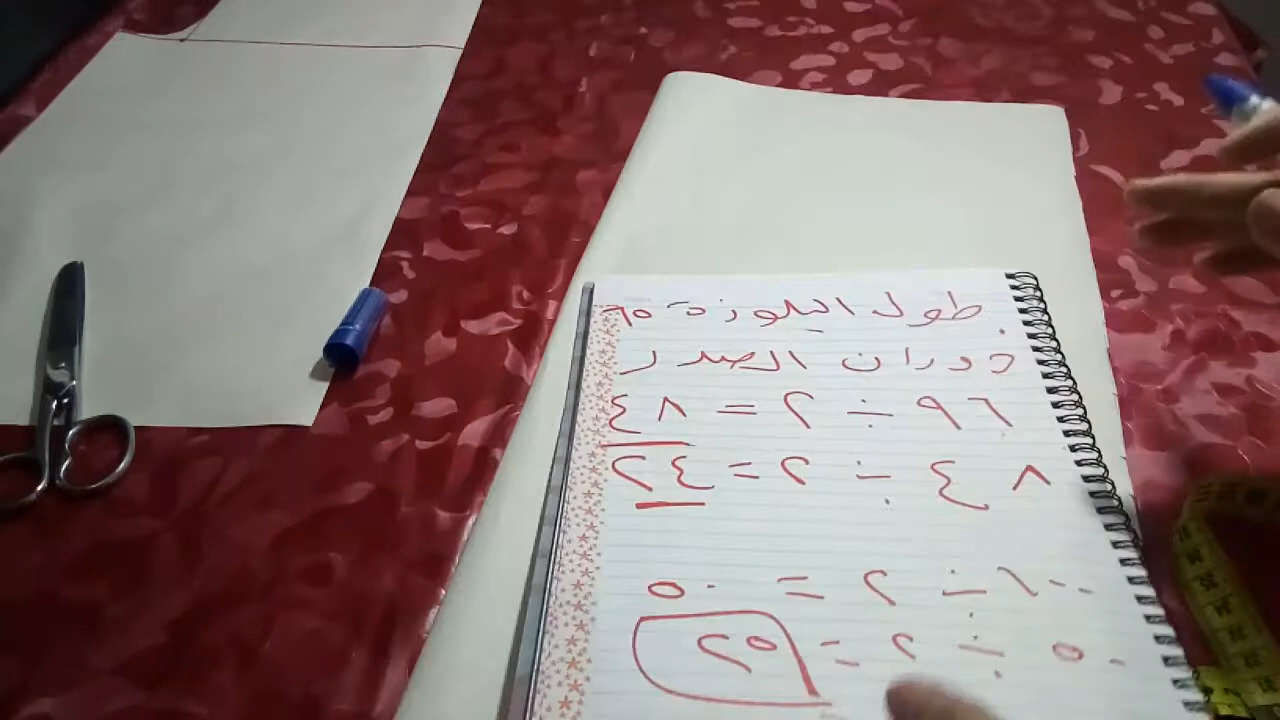 طول البلوزة ٦٥
دوران الصدر
٩٦ ÷ ٢ = ٤٨
٤٨ ÷ ٢ = ٢٤
١٠٠ ÷ ٢ = ٥٠
٥٠ ÷ ٢ = ٢٥